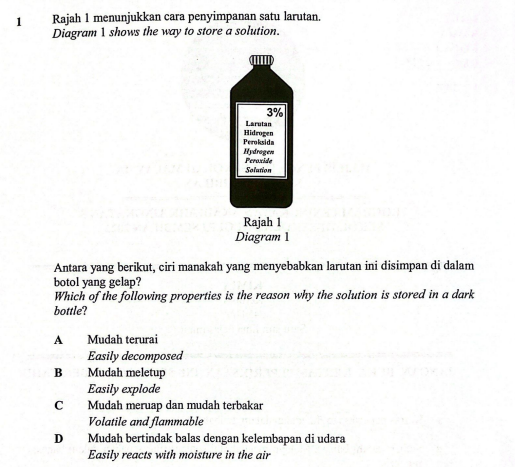 1 Rajah 1 menunjukkan cara penyimpanan satu larutan.
Diagram 1 shows the way to store a solution.
3%
Larutan
Hidrogen
Peroksida
Hydrogen
Peroxide
Solution
Rajah 1
Diagram 1
Antara yang berikut, ciri manakah yang menyebabkan larutan ini disimpan di dalam
botol yang gelap?
Which of the following properties is the reason why the solution is stored in a dark
bottle?
A Mudah terurai
Easily decomposed
B Mudah meletup
Easily explode
C Mudah meruap dan mudah terbakar
Volatile and flammable
D Mudah bertindak balas dengan kelembapan di udara
Easily reacts with moisture in the air